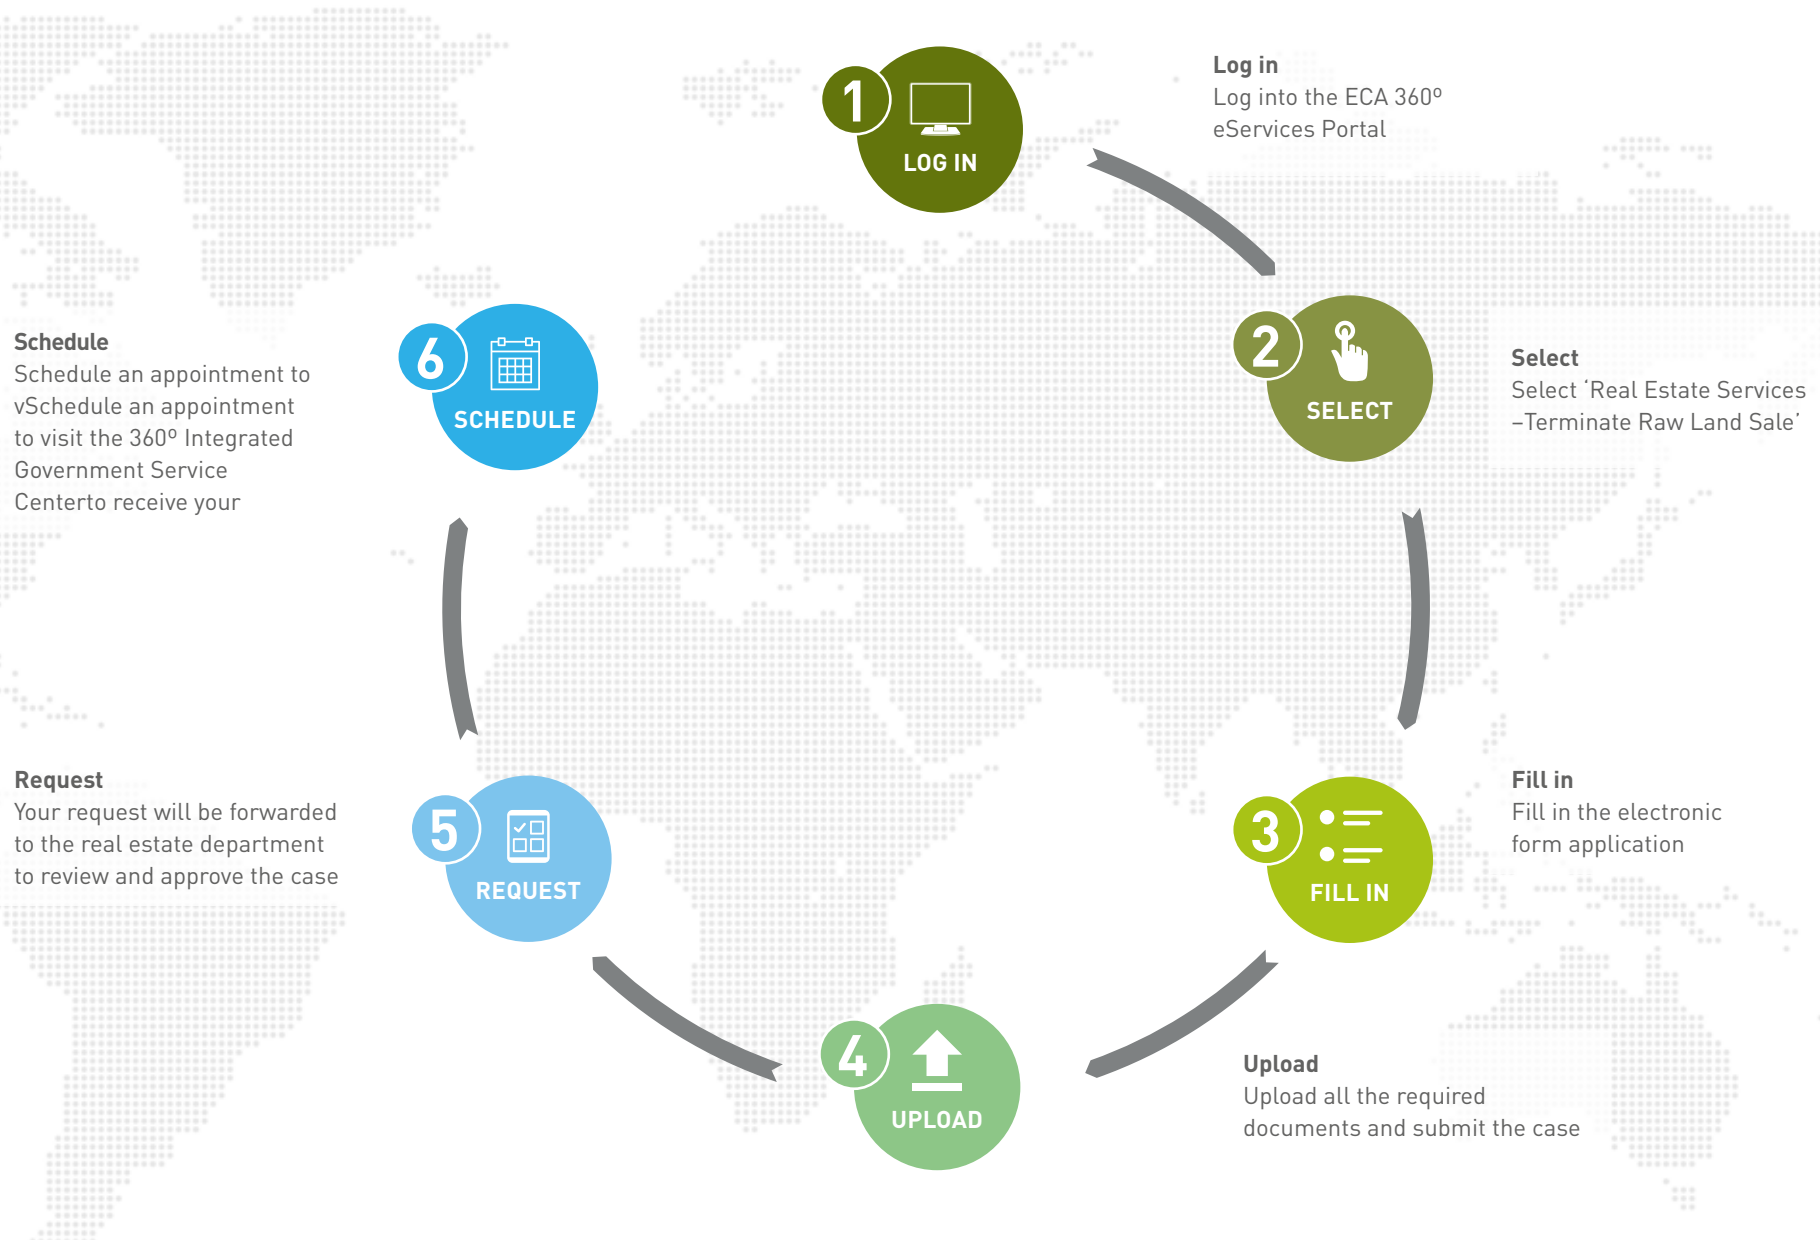 1
LOG IN
Log in
Log into the ECA 360º
eServices Portal
2
SELECT
Select
Select ‘Real Estate Services
–Terminate Raw Land Sale’
3
FILL IN
Fill in
Fill in the electronic
form application
4
UPLOAD
Upload
Upload all the required
documents and submit the case
5
REQUEST
Request
Your request will be forwarded
to the real estate department
to review and approve the case
6
SCHEDULE
Schedule
Schedule an appointment to
vSchedule an appointment
to visit the 360º Integrated
Government Service
Centerto receive your